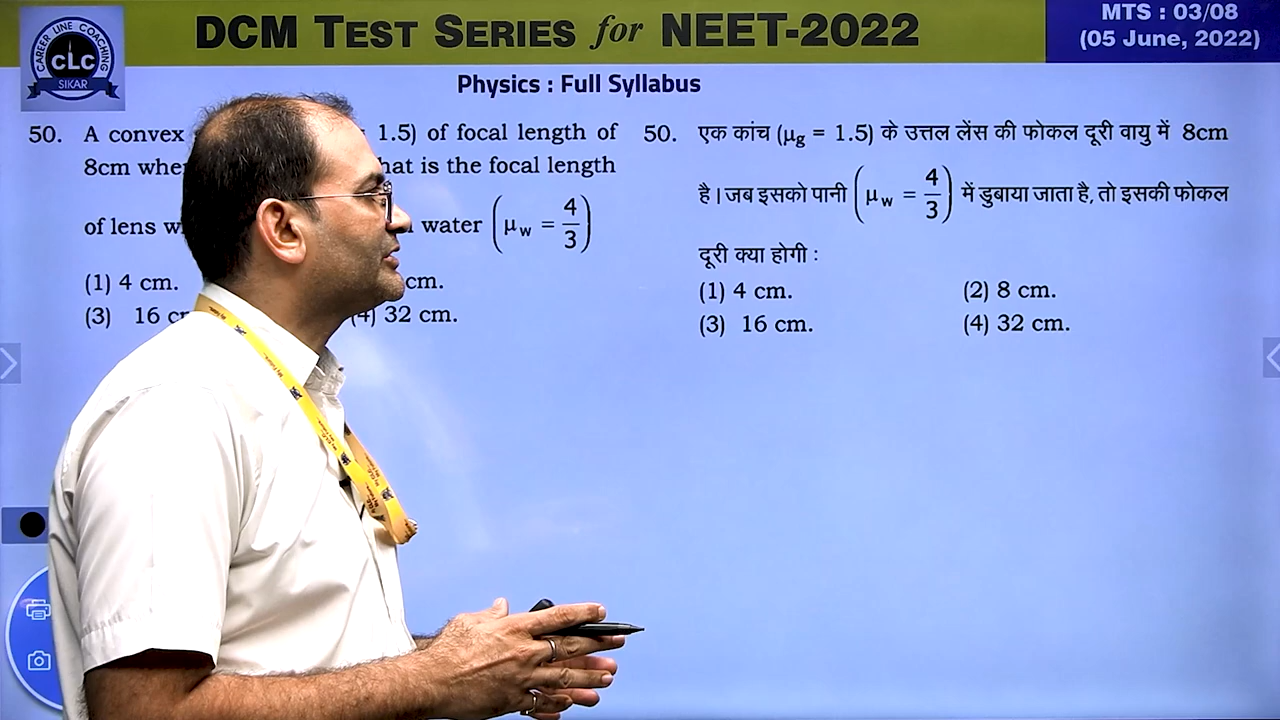 DCM TEST SERIES for NEET-2022
MTS : 03/08
(05 June, 2022)
CAREER LINE COACHING
CLC
SIKAR
Physics : Full Syllabus
50. A convex 1.5) of focal length of
8cm what is the focal length
of lens water (μw = 4/3)
(1) 4 cm. cm.
(3) 16 (4) 32 cm.
50. एक कांच (μg = 1.5) के उत्तल लेंस की फोकल दूरी वायु में 8cm
है। जब इसको पानी (μw = 4/3) में डुबाया जाता है, तो इसकी फोकल
दूरी क्या होगी :
(1) 4 cm. (2) 8 cm.
(3) 16 cm. (4) 32 cm.